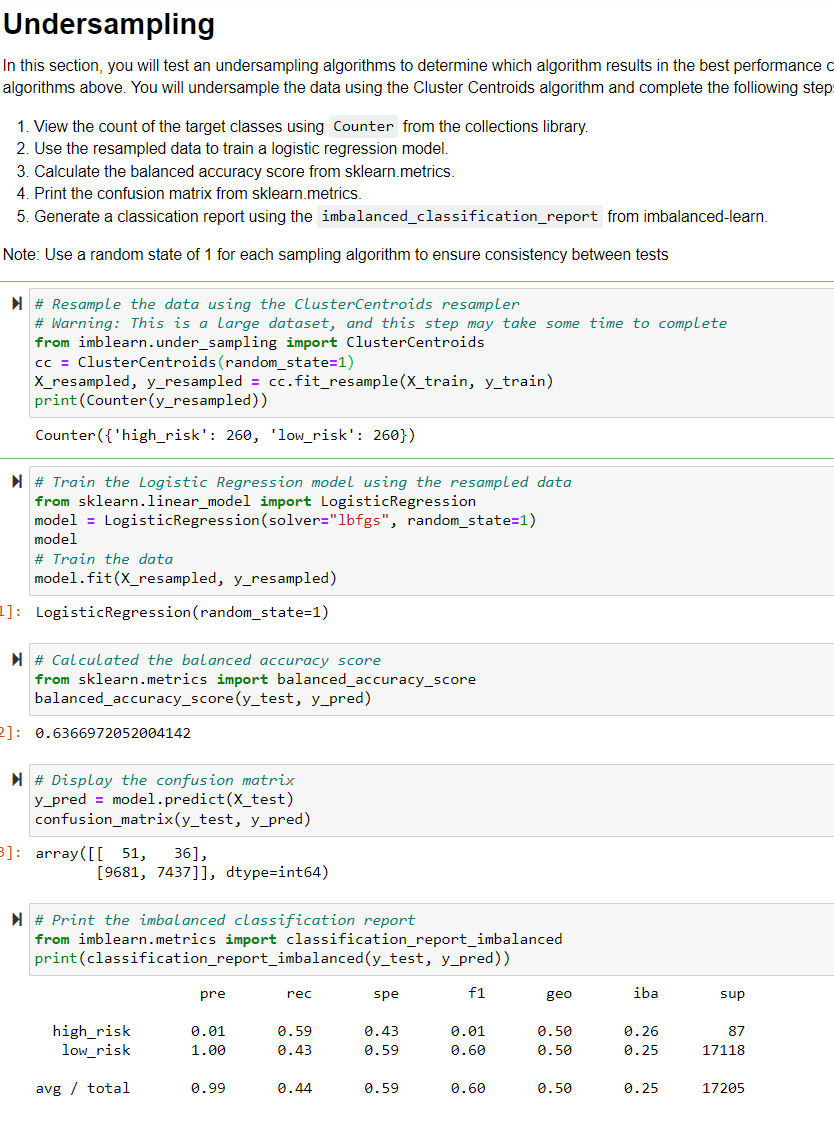 Undersampling
In this section, you will test an undersampling algorithms to determine which algorithm results in the best performance c
algorithms above. You will undersample the data using the Cluster Centroids algorithm and complete the folliowing step
1. View the count of the target classes using Counter from the collections library.
2. Use the resampled data to train a logistic regression model.
3. Calculate the balanced accuracy score from sklearn.metrics.
4. Print the confusion matrix from sklearn.metrics.
5. Generate a classication report using the imbalanced_classification_report from imbalanced-learn.
Note: Use a random state of 1 for each sampling algorithm to ensure consistency between tests
# Resample the data using the ClusterCentroids resampler
# Warning: This is a large dataset, and this step may take some time to complete
from imblearn.under_sampling import ClusterCentroids
cc = ClusterCentroids(random_state=1)
X_resampled, y_resampled = cc.fit_resample(X_train, y_train)
print(Counter(y_resampled))
Counter({'high_risk': 260, 'low_risk': 260})
# Train the Logistic Regression model using the resampled data
from sklearn.linear_model import LogisticRegression
model = LogisticRegression(solver="lbfgs", random_state=1)
model
# Train the data
model.fit(X_resampled, y_resampled)
1]: LogisticRegression(random_state=1)
# Calculated the balanced accuracy score
from sklearn.metrics import balanced_accuracy_score
balanced_accuracy_score(y_test, y_pred)
2]: 0.6366972052004142
# Display the confusion matrix
y_pred = model.predict(X_test)
confusion_matrix(y_test, y_pred)
3]: array([[  51,   36],
[9681, 7437]], dtype=int64)
# Print the imbalanced classification report
from imblearn.metrics import classification_report_imbalanced
print(classification_report_imbalanced(y_test, y_pred))
pre rec spe f1 geo iba sup
high_risk 0.01 0.59 0.43 0.01 0.50 0.26 87
low_risk 1.00 0.43 0.59 0.60 0.50 0.25 17118
avg / total 0.99 0.44 0.59 0.60 0.50 0.25 17205